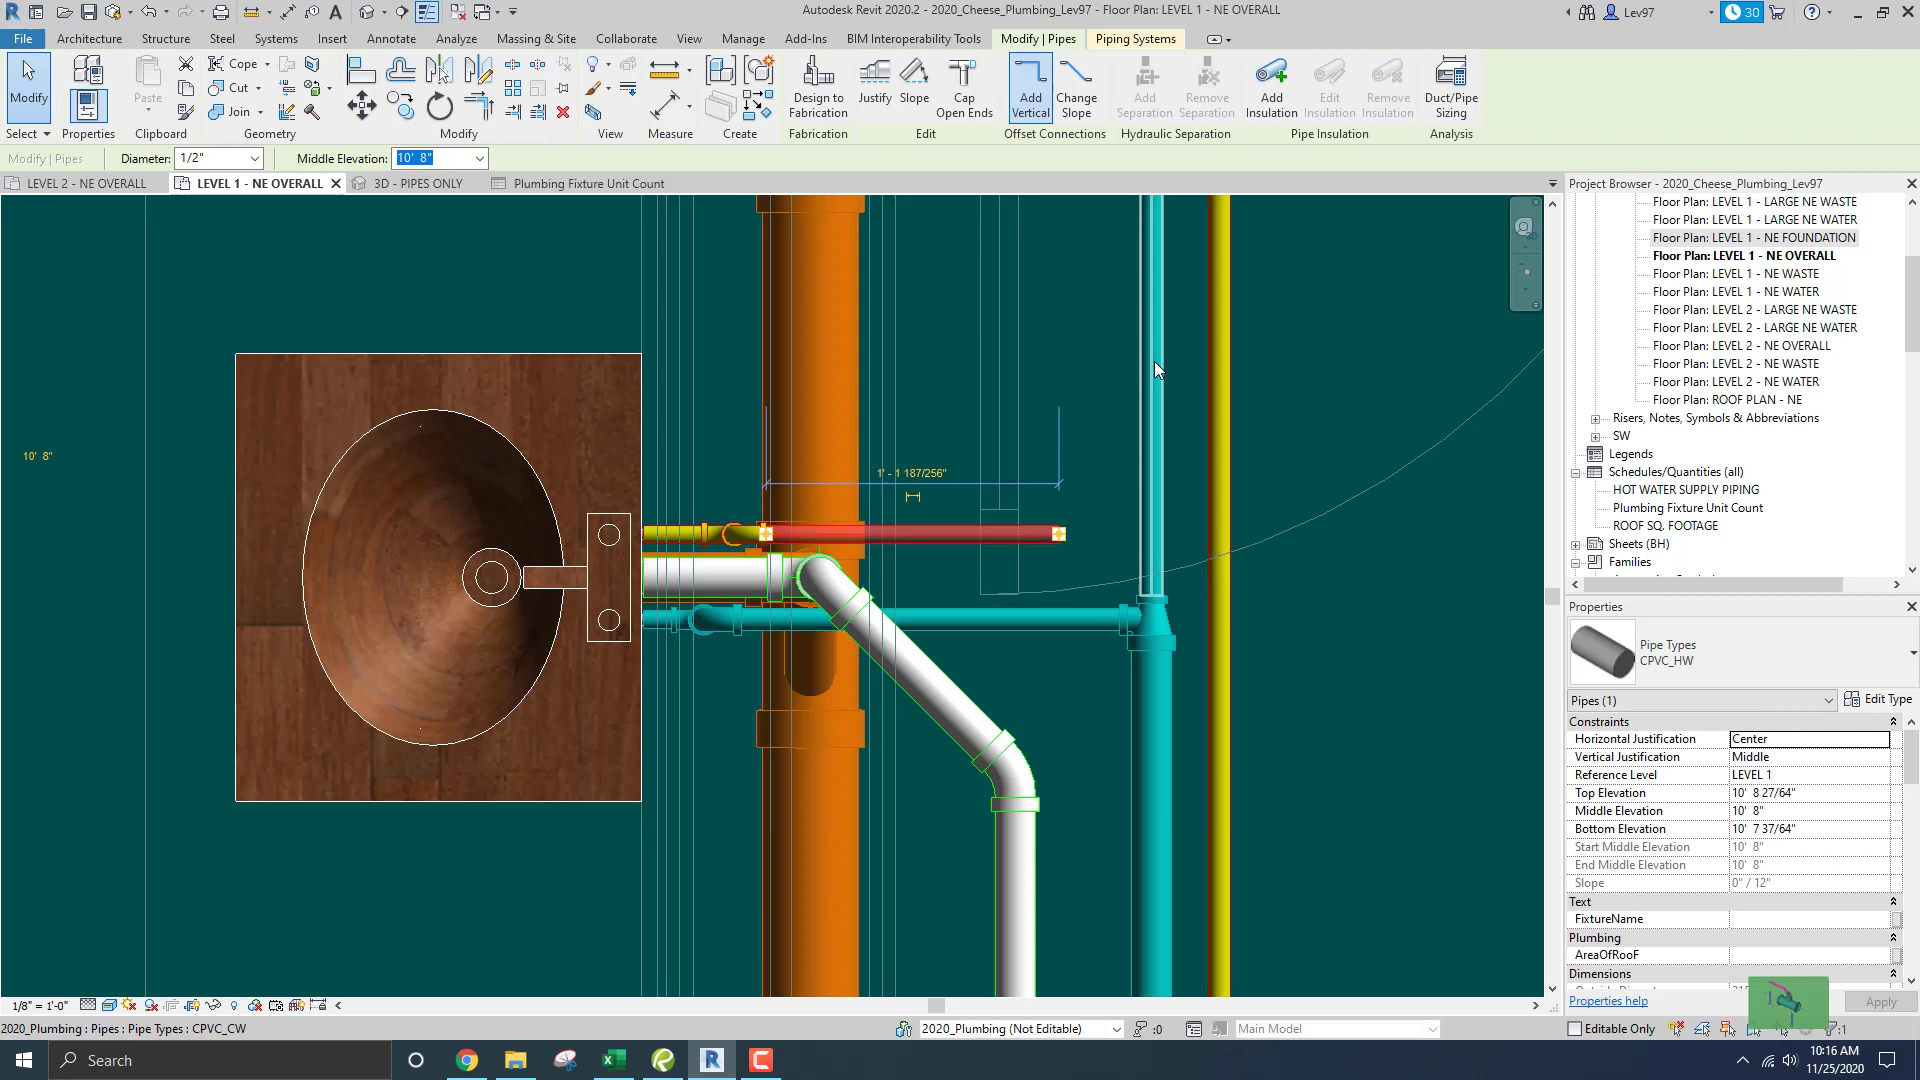 Autodesk Revit 2020.2 - 2020_Cheese_Plumbing_Lev97 - Floor Plan: LEVEL 1 - NE OVERALL
Lev97
30
File
Architecture
Structure
Steel
Systems
Insert
Annotate
Analyze
Massing & Site
Collaborate
View
Manage
Add-Ins
BIM Interoperability Tools
Modify | Pipes
Piping Systems
Modify
Paste
Cope
Cut
Join
Design to
Fabrication
Justify
Slope
Cap
Open Ends
Add
Vertical
Change
Slope
Add
Separation
Remove
Separation
Add
Insulation
Edit
Insulation
Remove
Insulation
Duct/Pipe
Sizing
Select
Properties
Clipboard
Geometry
Modify
View
Measure
Create
Fabrication
Edit
Offset Connections
Hydraulic Separation
Pipe Insulation
Analysis
Modify | Pipes
Diameter: 1/2"
Middle Elevation: 10' 8"
LEVEL 2 - NE OVERALL
LEVEL 1 - NE OVERALL
3D - PIPES ONLY
Plumbing Fixture Unit Count
10' 8"
1' - 1 187/256"
Project Browser - 2020_Cheese_Plumbing_Lev97
Floor Plan: LEVEL 1 - LARGE NE WASTE
Floor Plan: LEVEL 1 - LARGE NE WATER
Floor Plan: LEVEL 1 - NE FOUNDATION
Floor Plan: LEVEL 1 - NE OVERALL
Floor Plan: LEVEL 1 - NE WASTE
Floor Plan: LEVEL 1 - NE WATER
Floor Plan: LEVEL 2 - LARGE NE WASTE
Floor Plan: LEVEL 2 - LARGE NE WATER
Floor Plan: LEVEL 2 - NE OVERALL
Floor Plan: LEVEL 2 - NE WASTE
Floor Plan: LEVEL 2 - NE WATER
Floor Plan: ROOF PLAN - NE
Risers, Notes, Symbols & Abbreviations
SW
Legends
Schedules/Quantities (all)
HOT WATER SUPPLY PIPING
Plumbing Fixture Unit Count
ROOF SQ. FOOTAGE
Sheets (BH)
Families
Properties
Pipe Types
CPVC_HW
Pipes (1)
Edit Type
Constraints
Horizontal Justification Center
Vertical Justification Middle
Reference Level LEVEL 1
Top Elevation 10' 8 27/64"
Middle Elevation 10' 8"
Bottom Elevation 10' 7 37/64"
Start Middle Elevation 10' 8"
End Middle Elevation 10' 8"
Slope 0" / 12"
Text
FixtureName
Plumbing
AreaOfRooF
Dimensions
Properties help
Apply
1/8" = 1'-0"
2020_Plumbing : Pipes : Pipe Types : CPVC_CW
2020_Plumbing (Not Editable)
:0
Main Model
Editable Only
:1
Search
10:16 AM
11/25/2020